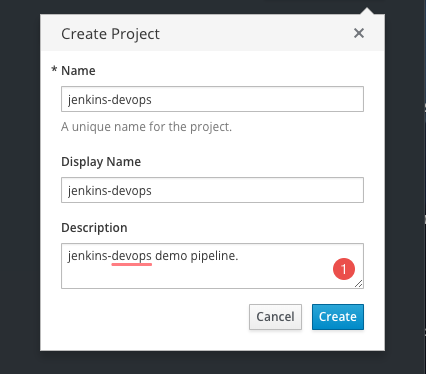 Create Project
* Name
jenkins-devops
A unique name for the project.
Display Name
jenkins-devops
Description
jenkins-devops demo pipeline.
1
Cancel Create